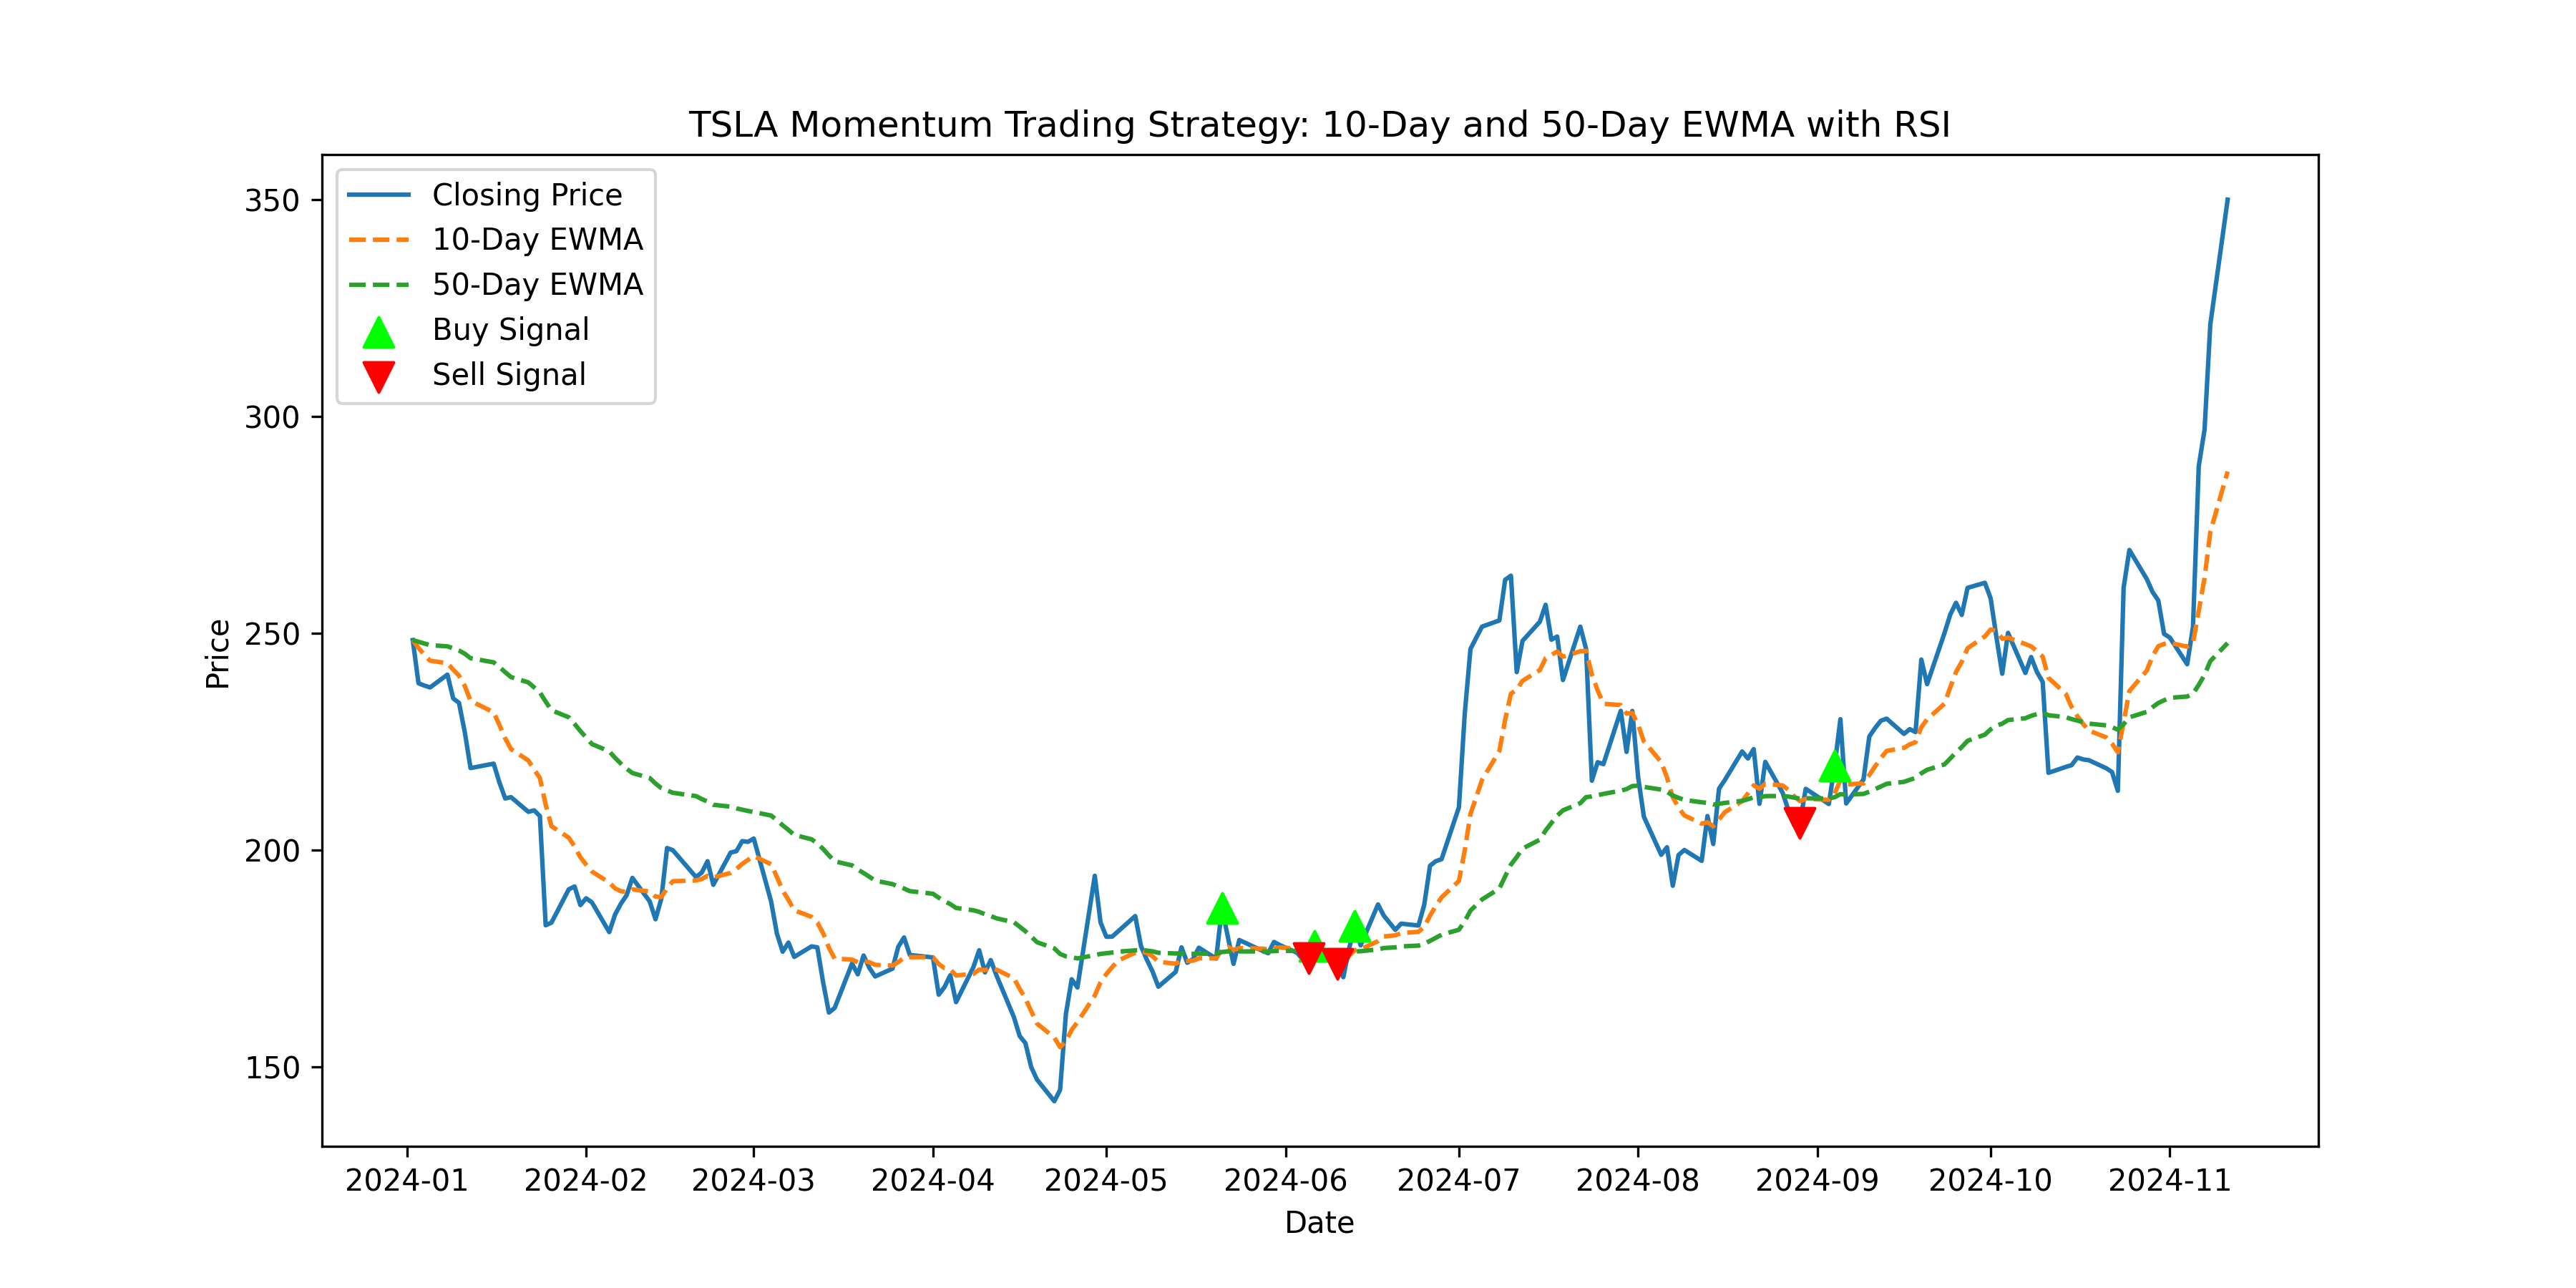 TSLA Momentum Trading Strategy: 10-Day and 50-Day EWMA with RSI
Closing Price
10-Day EWMA
50-Day EWMA
Buy Signal
Sell Signal
350
300
250
200
150
Price
2024-01 2024-02 2024-03 2024-04 2024-05 2024-06 2024-07 2024-08 2024-09 2024-10 2024-11
Date